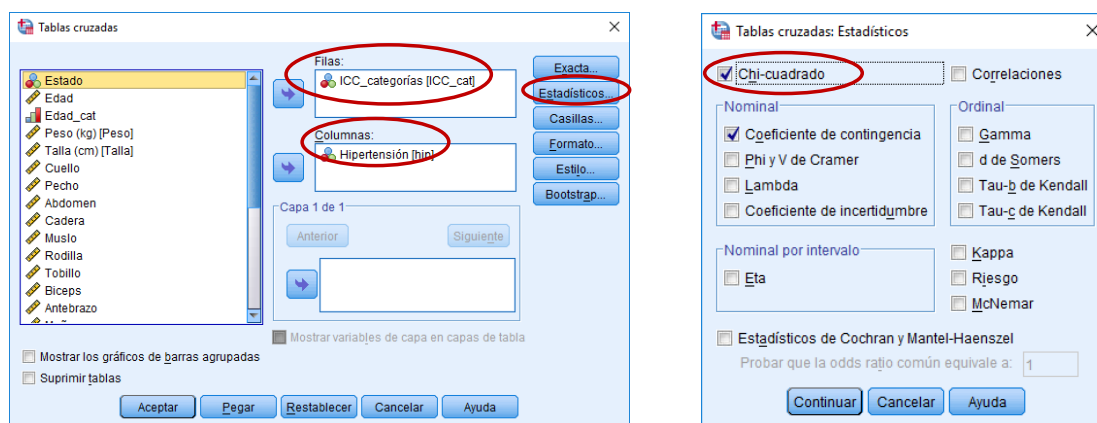 Tablas cruzadas
Estado
Edad
Edad_cat
Peso (kg) [Peso]
Talla (cm) [Talla]
Cuello
Pecho
Abdomen
Cadera
Muslo
Rodilla
Tobillo
Biceps
Antebrazo
Filas:
ICC_categorías [ICC_cat]
Columnas:
Hipertensión [hip]
Capa 1 de 1
Anterior
Siguiente
Mostrar variables de capa en capas de tabla
Exacta...
Estadísticos...
Casillas...
Formato...
Estilo...
Bootstrap...
Mostrar los gráficos de barras agrupadas
Suprimir tablas
Aceptar
Pegar
Restablecer
Cancelar
Ayuda
Tablas cruzadas: Estadísticos
Chi-cuadrado
Correlaciones
Nominal
Coeficiente de contingencia
Phi y V de Cramer
Lambda
Coeficiente de incertidumbre
Ordinal
Gamma
d de Somers
Tau-b de Kendall
Tau-c de Kendall
Nominal por intervalo
Eta
Kappa
Riesgo
McNemar
Estadísticos de Cochran y Mantel-Haenszel
Probar que la odds ratio común equivale a: 1
Continuar
Cancelar
Ayuda